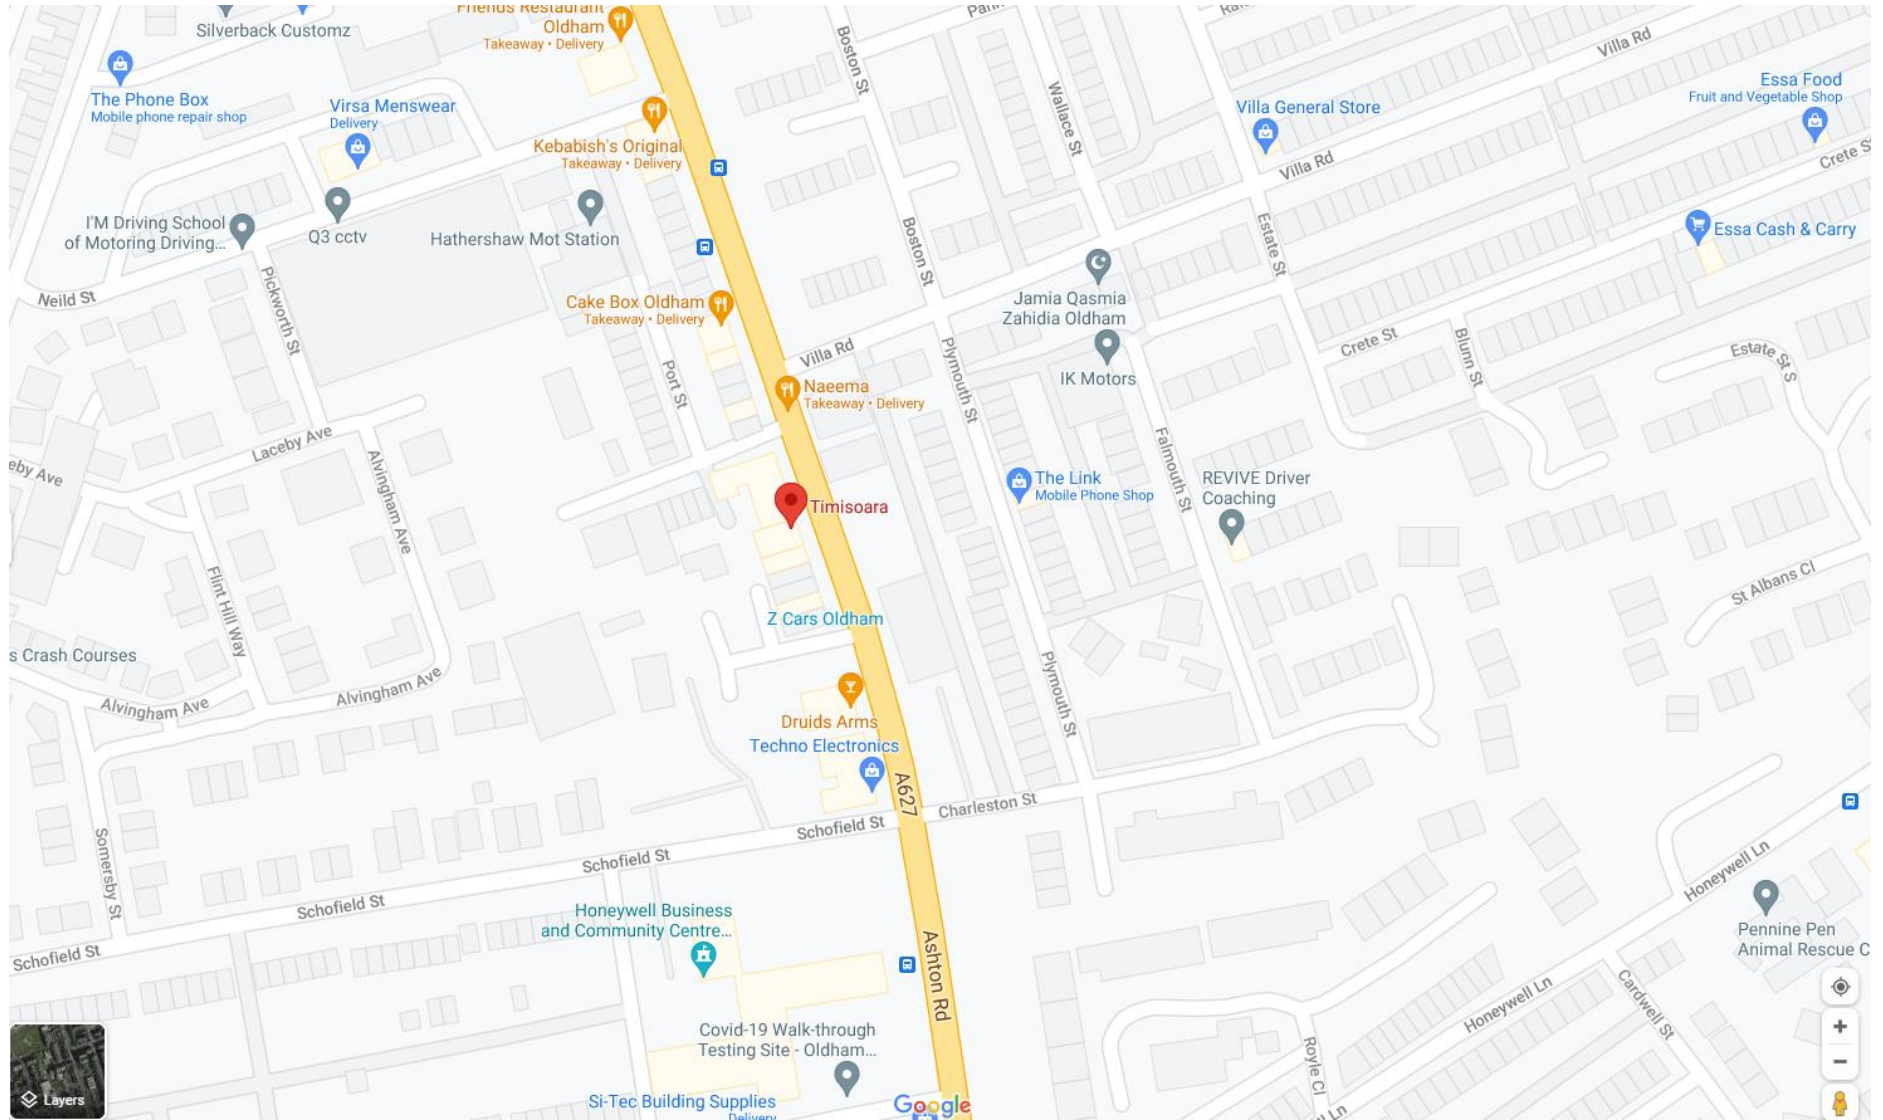 Friends Restaurant
Oldham
Takeaway • Delivery
Silverback Customz
The Phone Box
Mobile phone repair shop
Virsa Menswear
Delivery
Kebabish's Original
Takeaway • Delivery
Boston St
Wallace St
Villa Rd
Essa Food
Fruit and Vegetable Shop
Villa General Store
Villa Rd
Crete S
I'M Driving School
of Motoring Driving...
Q3 cctv
Hathershaw Mot Station
Boston St
Estate St
Essa Cash & Carry
Neild St
Pickworth St
Cake Box Oldham
Takeaway • Delivery
Jamia Qasmia
Zahidia Oldham
Villa Rd
Port St
Naeema
Takeaway • Delivery
Plymouth St
IK Motors
Crete St
Blunn St
Estate St S
Laceby Ave
eby Ave
Alvingham Ave
Falmouth St
The Link
Mobile Phone Shop
REVIVE Driver
Coaching
Timisoara
Flint Hill Way
St Albans Cl
Z Cars Oldham
s Crash Courses
Alvingham Ave
Alvingham Ave
Plymouth St
Druids Arms
Techno Electronics
A627
Charleston St
Schofield St
Somersby St
Schofield St
Schofield St
Schofield St
Honeywell Business
and Community Centre...
Honeywell Ln
Pennine Pen
Animal Rescue C
Ashton Rd
Honeywell Ln
Cardwell St
Covid-19 Walk-through
Testing Site - Oldham...
Royle Cl
Layers
Si-Tec Building Supplies
Delivery
Google